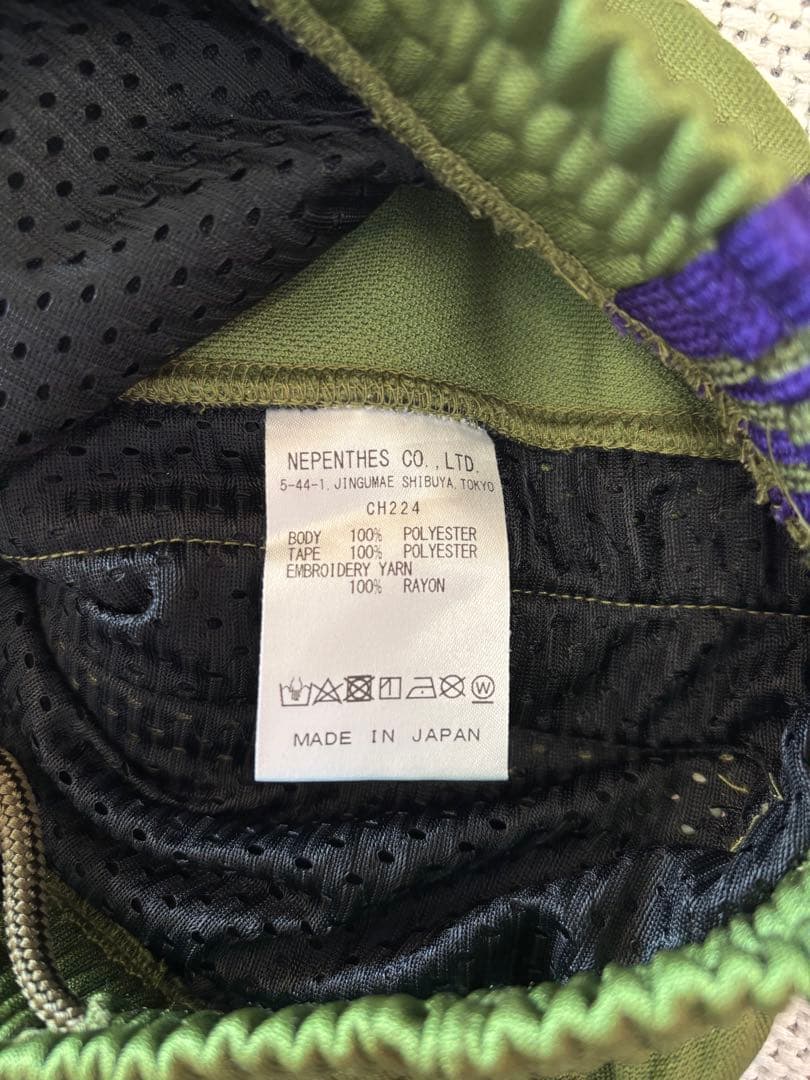 NEPENTHES CO., LTD.
5-44-1, JINGUMAE SHIBUYA, TOKYO
CH224
BODY 100% POLYESTER
TAPE 100% POLYESTER
EMBROIDERY YARN
100% RAYON
W
MADE IN JAPAN